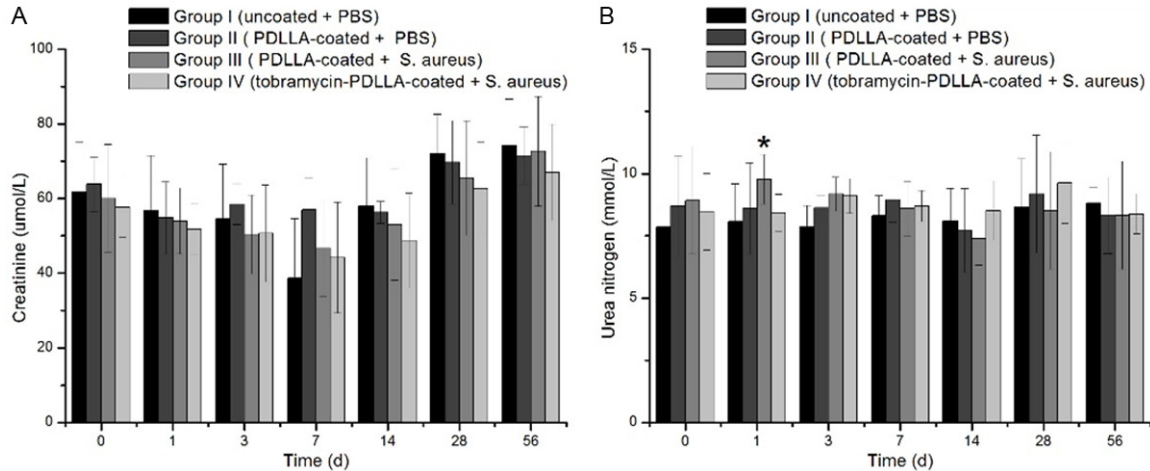 A
Group I (uncoated + PBS)
Group II ( PDLLA-coated + PBS)
Group III ( PDLLA-coated + S. aureus)
Group IV (tobramycin-PDLLA-coated + S. aureus)
100
80
60
40
20
0
Creatinine (umol/L)
0 1 3 7 14 28 56
Time (d)
B
Group I (uncoated + PBS)
Group II ( PDLLA-coated + PBS)
Group III ( PDLLA-coated + S. aureus)
Group IV (tobramycin-PDLLA-coated + S. aureus)
15
10
5
0
Urea nitrogen (mmol/L)
*
0 1 3 7 14 28 56
Time (d)